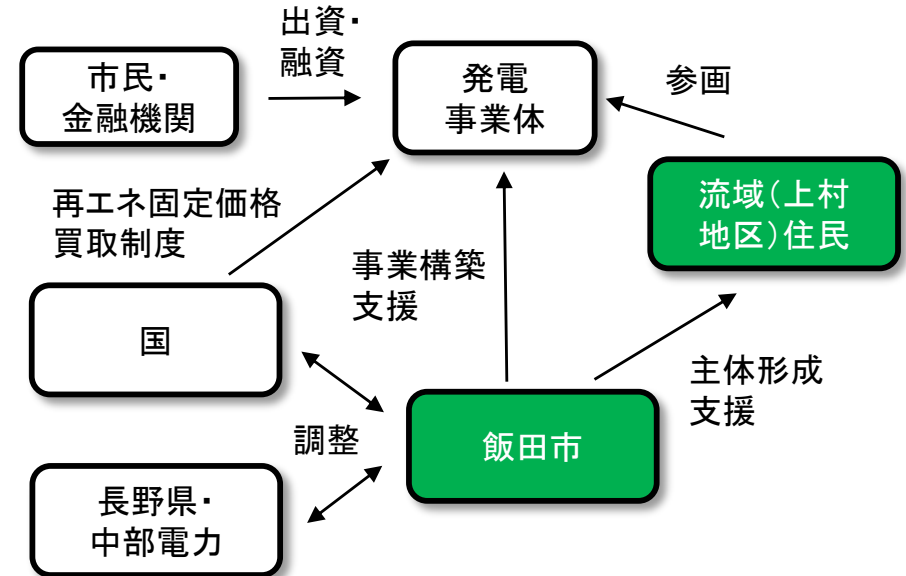 出資・
融資
市民・
金融機関
発電
事業体
参画
流域（上村
地区）住民
再エネ固定価格
買取制度
事業構築
支援
国
主体形成
支援
調整
飯田市
長野県・
中部電力